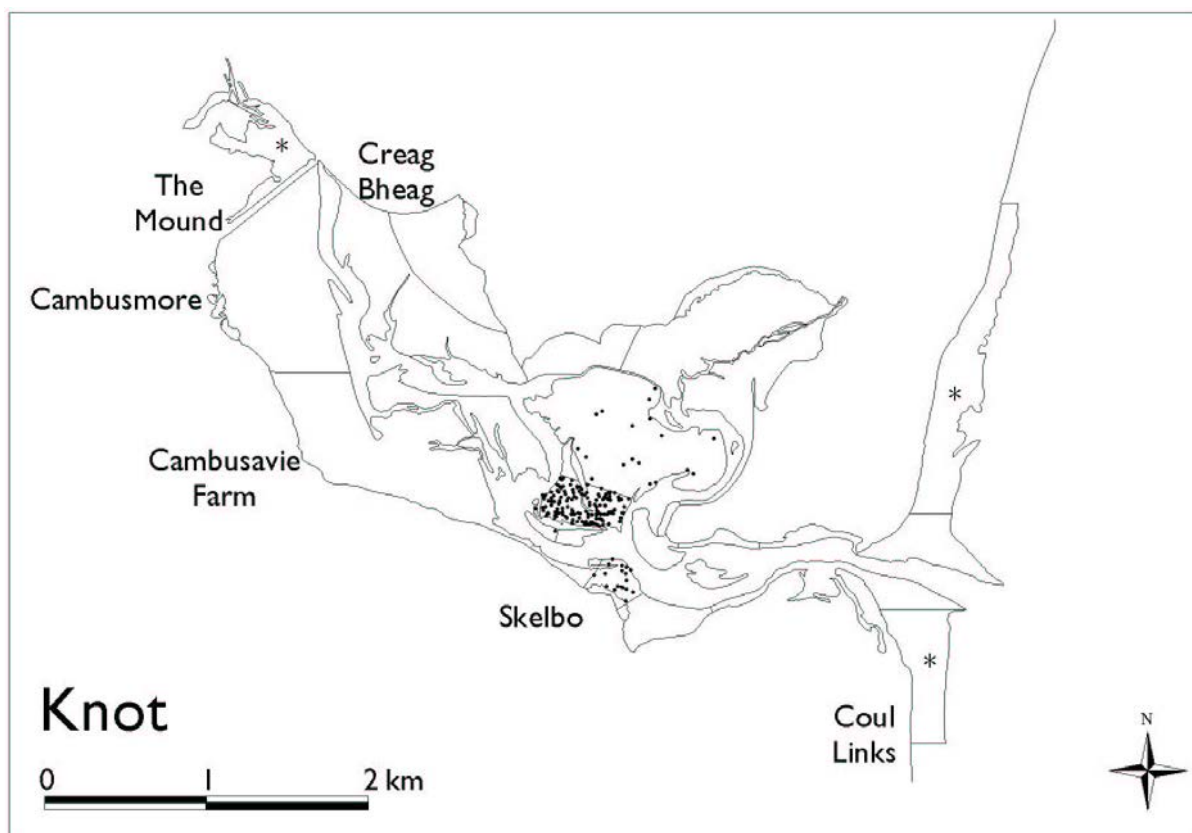 Creag
Bheag
The
Mound
Cambusmore
Cambusavie
Farm
Skelbo
Knot
Coul
Links
N
0 1 2 km
*
*
*